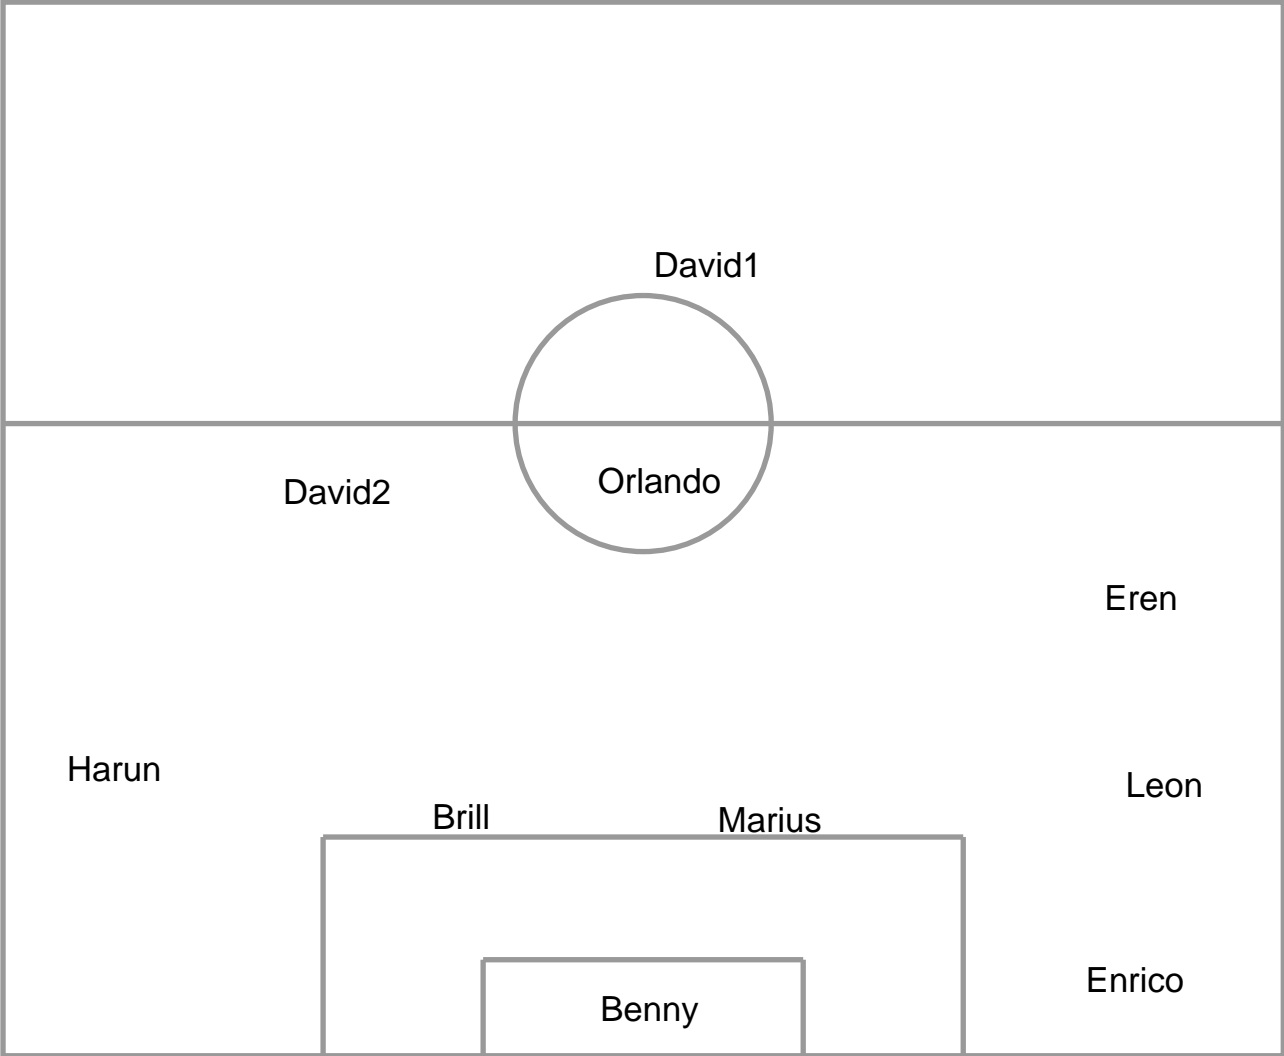 David1
David2
Orlando
Eren
Harun
Leon
Brill
Marius
Enrico
Benny